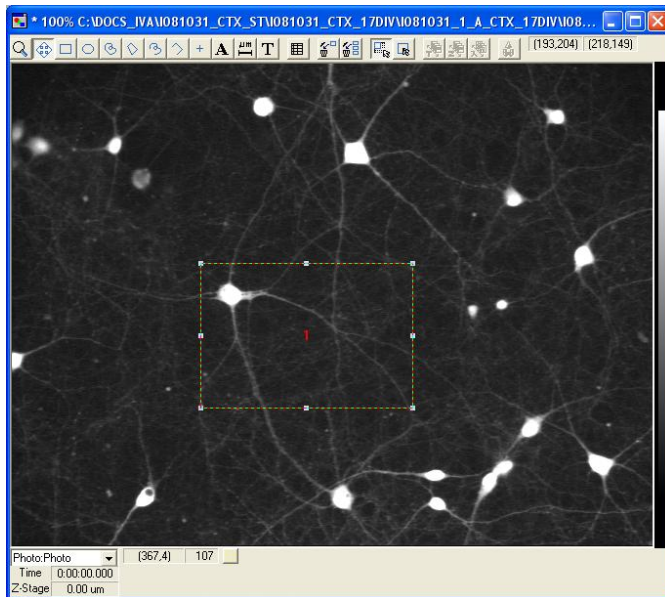 * 100% C:\DOCS_IVA\I081031_CTX_ST\I081031_CTX_17DIV\I081031_1_A_CTX_17DIV\I08...
A µm T (193,204) (218,149)
1
Photo:Photo (367,4) 107
Time 0:00:00.000
Z-Stage 0.00 um